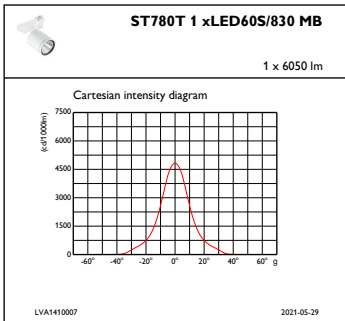 ST780T 1 xLED60S/830 MB
1 x 6050 lm
Cartesian intensity diagram
(cd/1000lm)
7500
6000
4500
3000
1500
0
-60° -40° -20° 0° 20° 40° 60° g
LVA1410007 2021-05-29